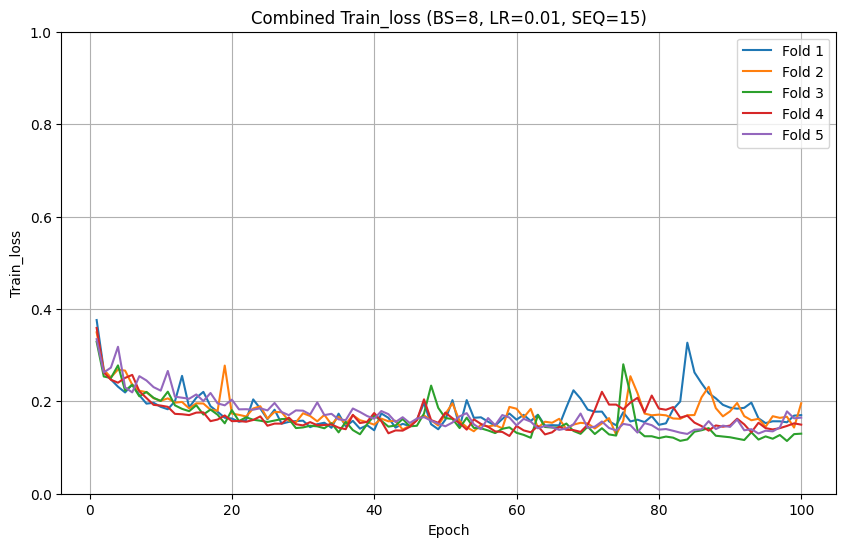 Combined Train_loss (BS=8, LR=0.01, SEQ=15)
1.0
0.8
0.6
0.4
0.2
0.0
Train_loss
0 20 40 60 80 100
Epoch
Fold 1
Fold 2
Fold 3
Fold 4
Fold 5